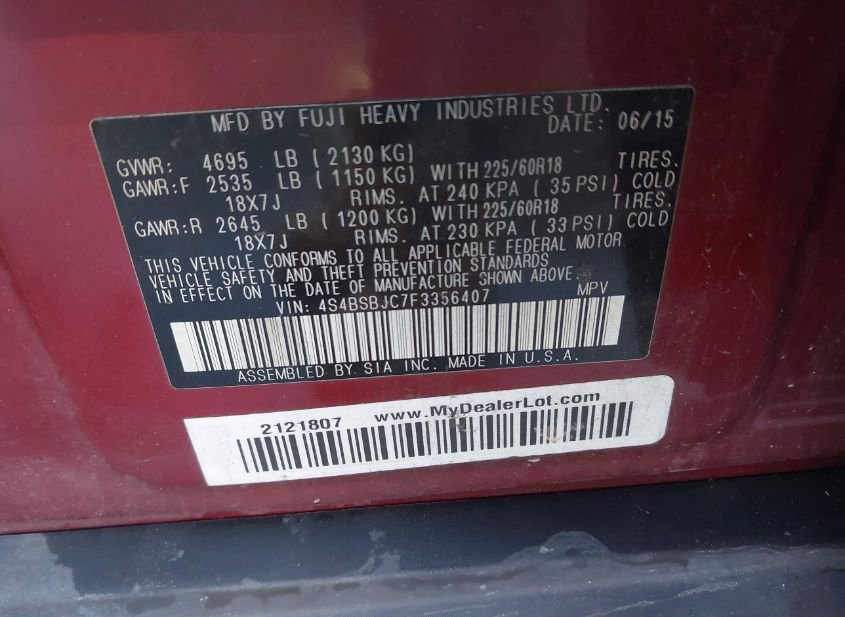 MFD BY FUJI HEAVY INDUSTRIES LTD.
DATE: 06/15
GVWR: 4695 LB ( 2130 KG)
GAWR:F 2535 LB ( 1150 KG) WITH 225/60R18 TIRES.
18X7J RIMS. AT 240 KPA ( 35 PSI) COLD
GAWR:R 2645 LB ( 1200 KG) WITH 225/60R18 TIRES.
18X7J RIMS. AT 230 KPA ( 33 PSI) COLD
THIS VEHICLE CONFORMS TO ALL APPLICABLE FEDERAL MOTOR
VEHICLE SAFETY AND THEFT PREVENTION STANDARDS
IN EFFECT ON THE DATE OF MANUFACTURE SHOWN ABOVE.
VIN: 4S4BSBJC7F3356407 MPV
ASSEMBLED BY SIA INC. MADE IN U.S.A.
2121807 www.MyDealerLot.com